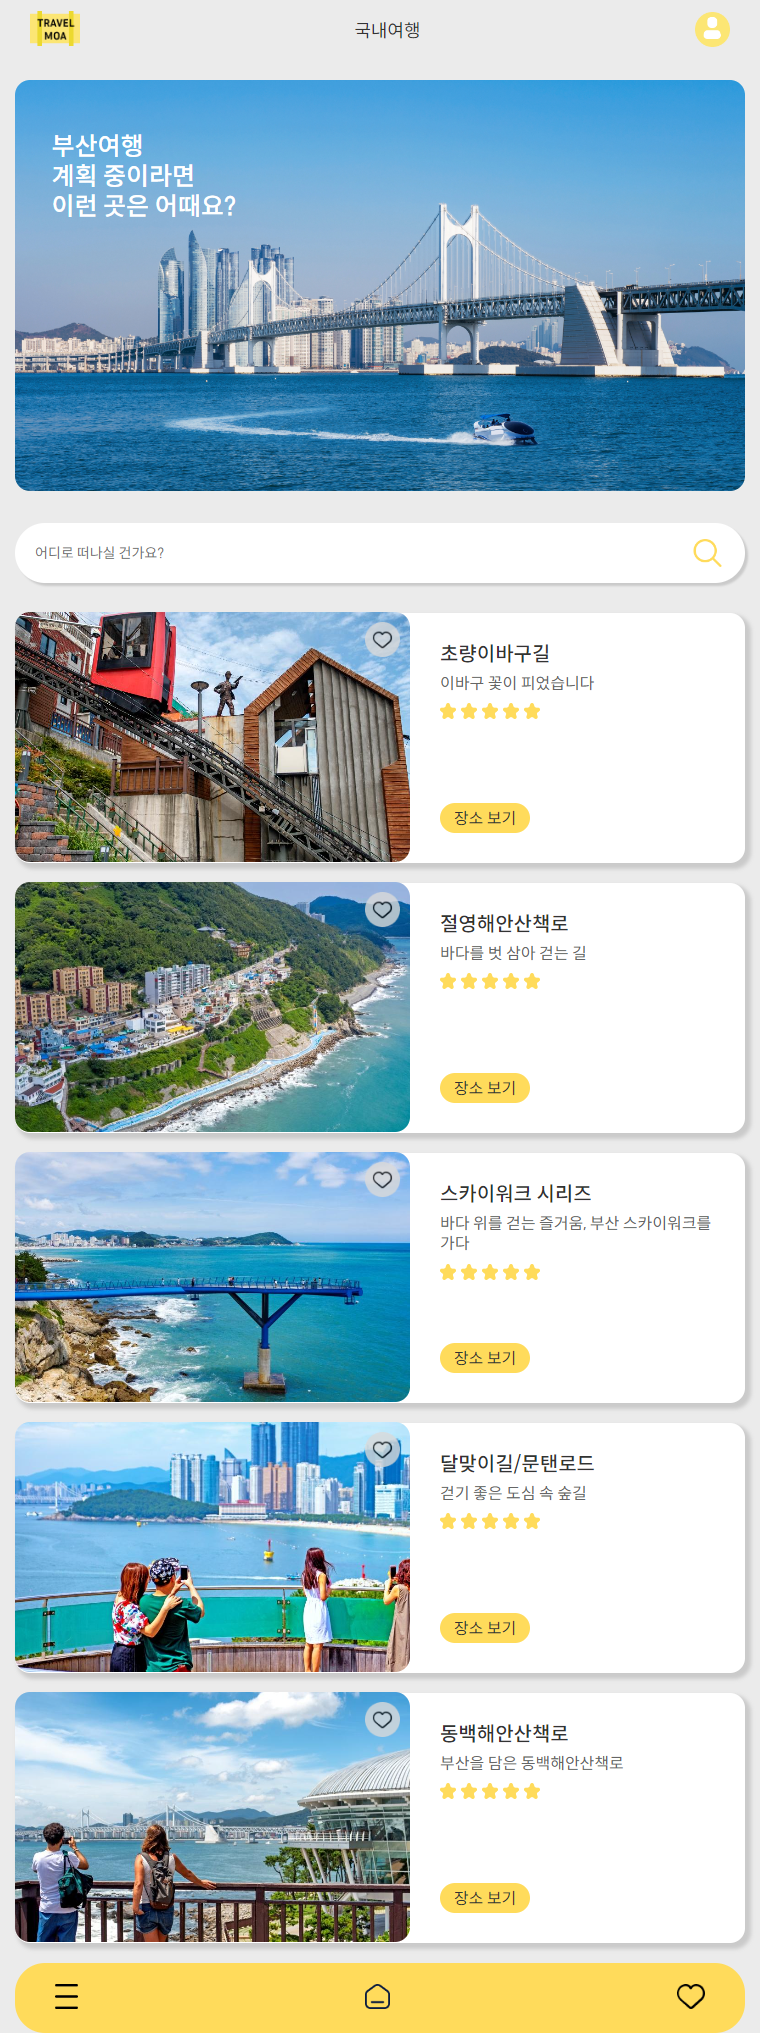 TRAVEL
MOA
국내여행
부산여행
계획 중이라면
이런 곳은 어때요?
어디로 떠나실 건가요?
초량이바구길
이바구 꽃이 피었습니다
장소 보기
절영해안산책로
바다를 벗 삼아 걷는 길
장소 보기
스카이워크 시리즈
바다 위를 걷는 즐거움, 부산 스카이워크를
가다
장소 보기
달맞이길/문탠로드
걷기 좋은 도심 속 숲길
장소 보기
동백해안산책로
부산을 담은 동백해안산책로
장소 보기